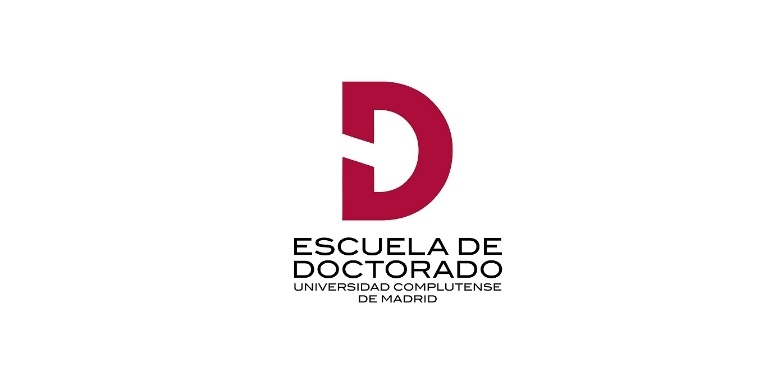 D
ESCUELA DE
DOCTORADO
UNIVERSIDAD COMPLUTENSE
DE MADRID